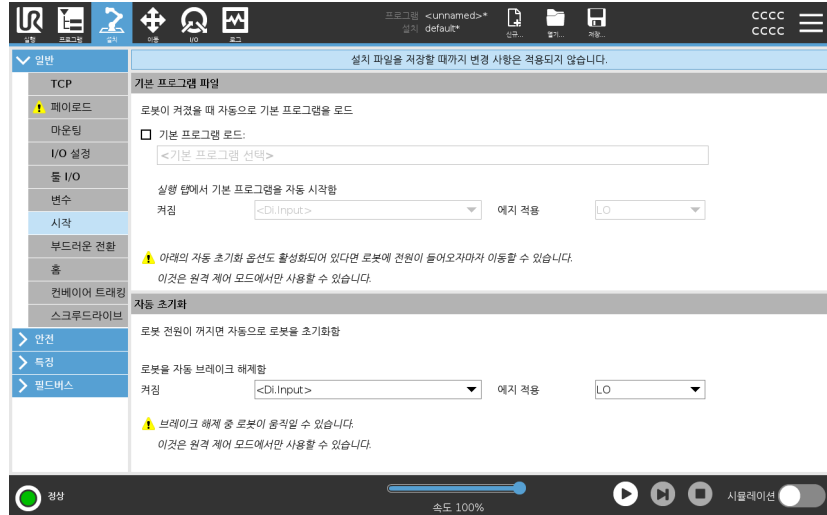 UR
실행 프로그램 설치 이동 I/O 로그
프로그램 <unnamed>*
설치 default*
신규... 열기... 저장...
CCCC
CCCC
일반
설치 파일을 저장할 때까지 변경 사항은 적용되지 않습니다.
TCP
페이로드
마운팅
I/O 설정
툴 I/O
변수
시작
부드러운 전환
홈
컨베이어 트래킹
스크루드라이브
안전
특징
필드버스
기본 프로그램 파일
로봇이 켜졌을 때 자동으로 기본 프로그램을 로드
기본 프로그램 로드:
<기본 프로그램 선택>
실행 탭에서 기본 프로그램을 자동 시작함
켜짐 <Di.Input> 에지 적용 LO
아래의 자동 초기화 옵션도 활성화되어 있다면 로봇에 전원이 들어오자마자 이동할 수 있습니다.
이것은 원격 제어 모드에서만 사용할 수 있습니다.
자동 초기화
로봇 전원이 꺼지면 자동으로 로봇을 초기화함
로봇을 자동 브레이크 해제함
켜짐 <Di.Input> 에지 적용 LO
브레이크 해제 중 로봇이 움직일 수 있습니다.
이것은 원격 제어 모드에서만 사용할 수 있습니다.
정상
속도 100%
시뮬레이션